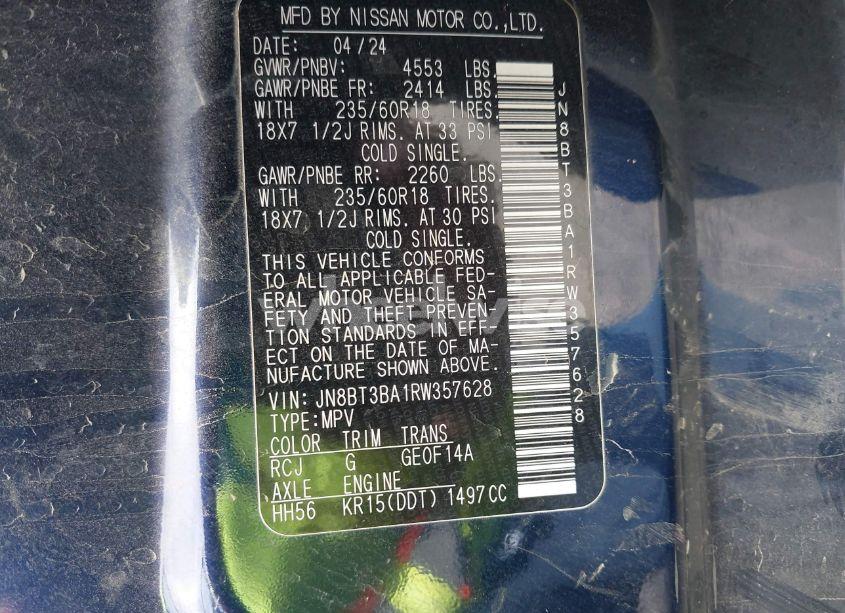 MFD BY NISSAN MOTOR CO.,LTD.
DATE: 04/24
GVWR/PNBV: 4553 LBS.
GAWR/PNBE FR: 2414 LBS.
WITH 235/60R18 TIRES.
18X7 1/2J RIMS. AT 33 PSI
COLD SINGLE.
GAWR/PNBE RR: 2260 LBS.
WITH 235/60R18 TIRES.
18X7 1/2J RIMS. AT 30 PSI
COLD SINGLE.
THIS VEHICLE CONFORMS
TO ALL APPLICABLE FED-
ERAL MOTOR VEHICLE SA-
FETY AND THEFT PREVEN-
TION STANDARDS IN EFF-
ECT ON THE DATE OF MA-
NUFACTURE SHOWN ABOVE.
VIN: JN8BT3BA1RW357628
TYPE:MPV
COLOR TRIM TRANS
RCJ G GE0F14A
AXLE ENGINE
HH56 KR15(DDT) 1497CC
JN8BT3BA1RW357628